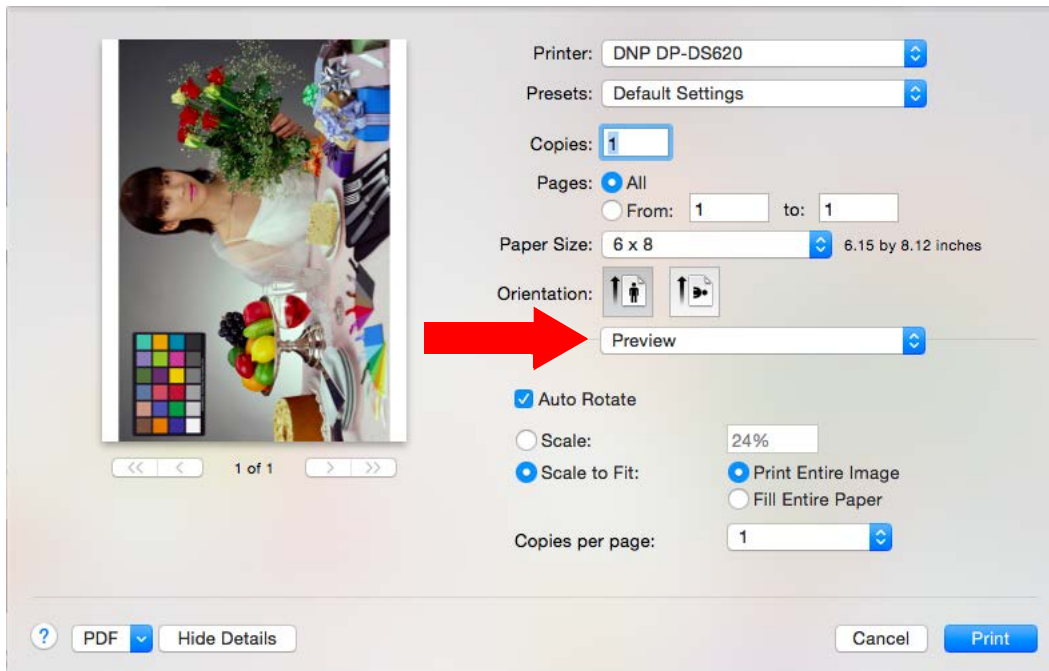 Printer: DNP DP-DS620
Presets: Default Settings
Copies: 1
Pages: All
From: 1 to: 1
Paper Size: 6 x 8 6.15 by 8.12 inches
Orientation:
Preview
Auto Rotate
Scale: 24%
Scale to Fit: Print Entire Image
Fill Entire Paper
Copies per page: 1
<< < 1 of 1 > >>
? PDF Hide Details Cancel Print